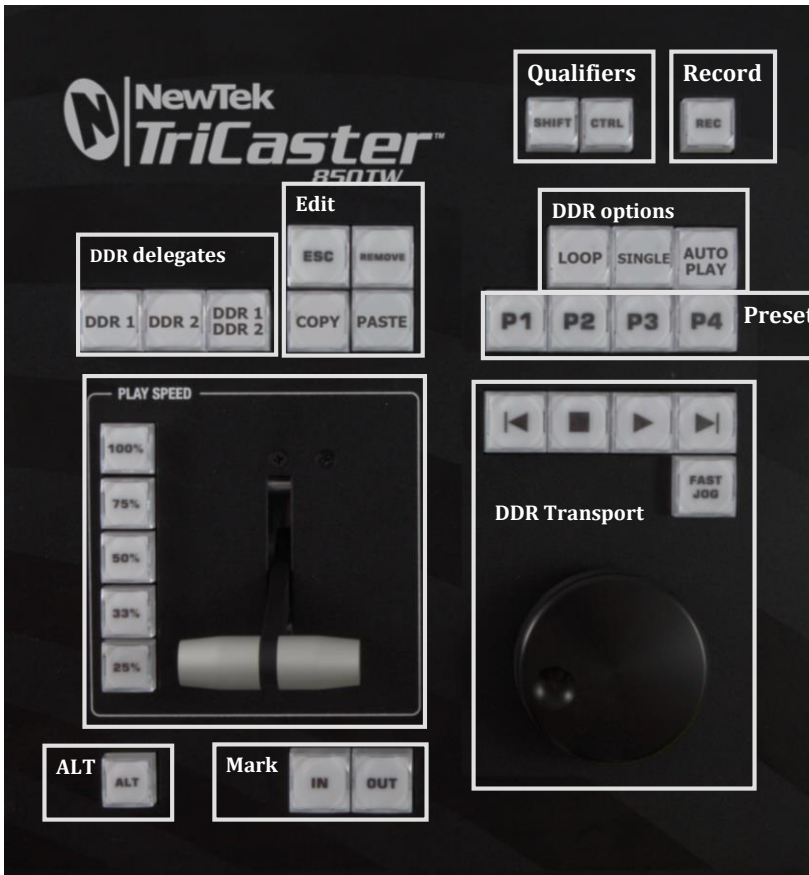 Qualifiers
Record
NewTek
TriCaster™
850TW
SHIFT CTRL
REC
Edit
DDR options
DDR delegates
ESC REMOVE
LOOP SINGLE AUTO PLAY
DDR 1 DDR 2 DDR 1 DDR 2
COPY PASTE
P1 P2 P3 P4
Preset
PLAY SPEED
100%
75%
50%
33%
25%
FAST JOG
DDR Transport
ALT
ALT
Mark
IN OUT